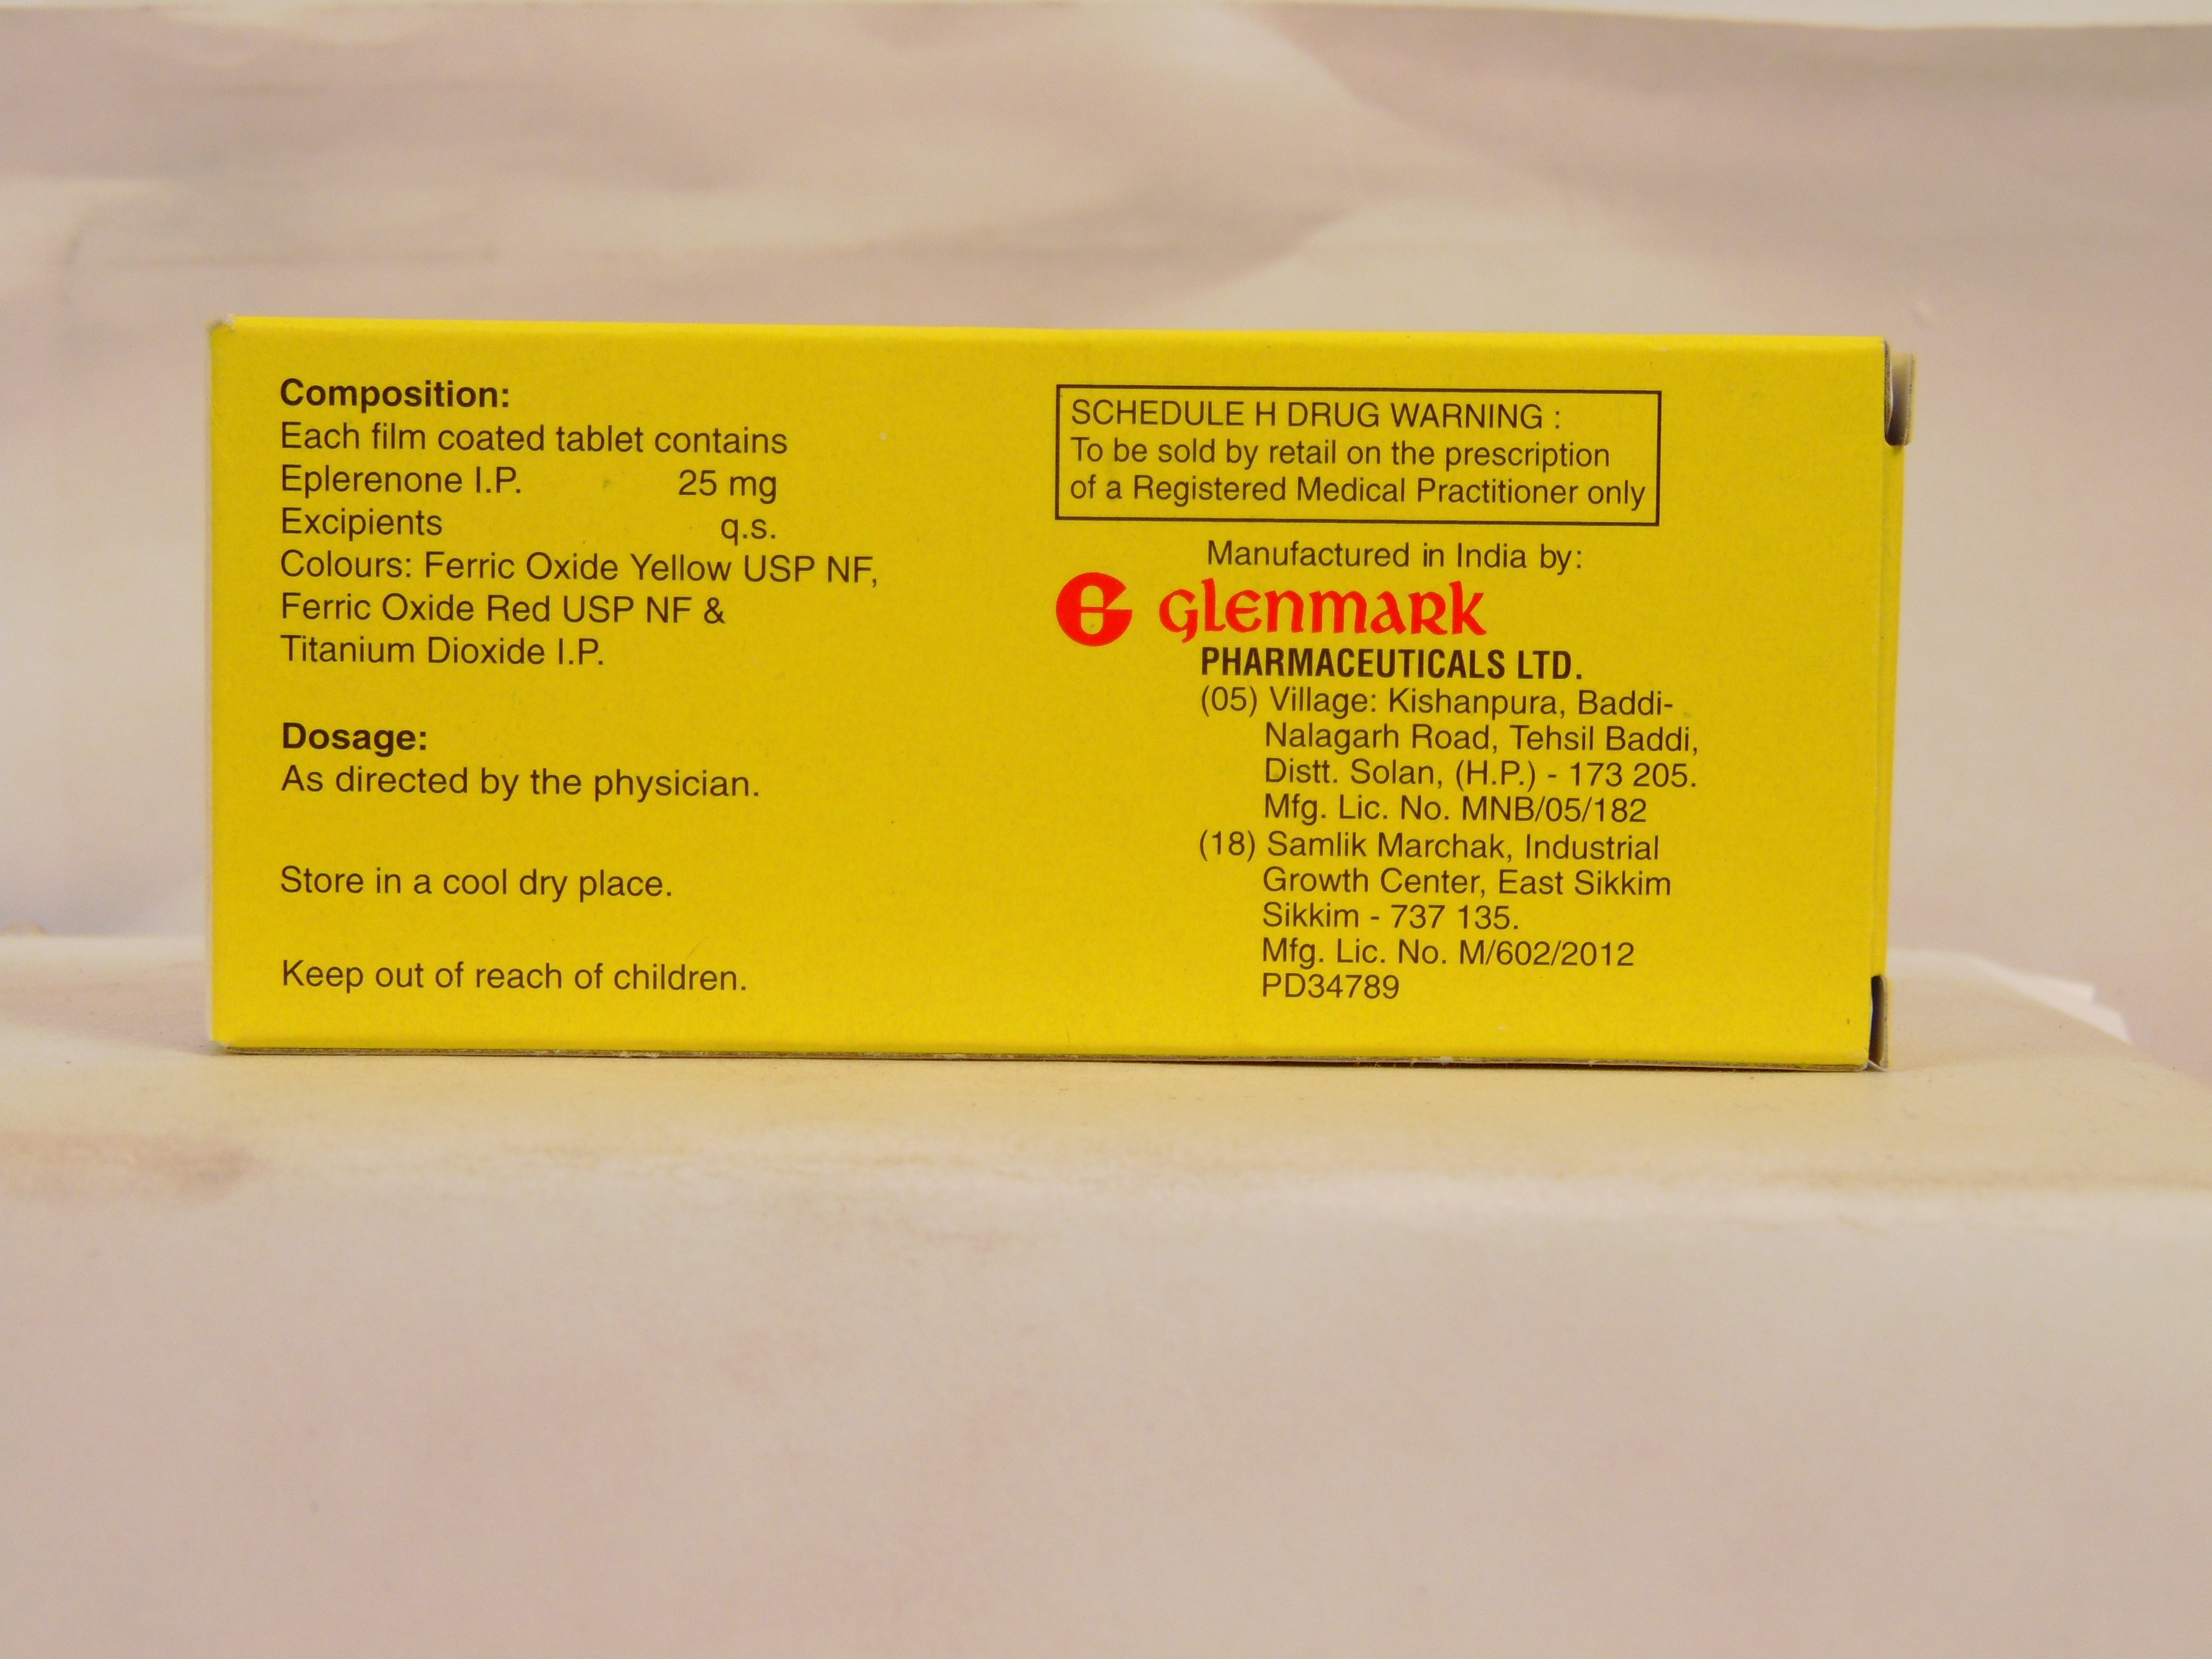 Composition:
Each film coated tablet contains
Eplerenone I.P. 25 mg
Excipients q.s.
Colours: Ferric Oxide Yellow USP NF,
Ferric Oxide Red USP NF &
Titanium Dioxide I.P.
Dosage:
As directed by the physician.
Store in a cool dry place.
Keep out of reach of children.
SCHEDULE H DRUG WARNING :
To be sold by retail on the prescription
of a Registered Medical Practitioner only
Manufactured in India by:
G glenmark
PHARMACEUTICALS LTD.
(05) Village: Kishanpura, Baddi-
Nalagarh Road, Tehsil Baddi,
Distt. Solan, (H.P.) - 173 205.
Mfg. Lic. No. MNB/05/182
(18) Samlik Marchak, Industrial
Growth Center, East Sikkim
Sikkim - 737 135.
Mfg. Lic. No. M/602/2012
PD34789